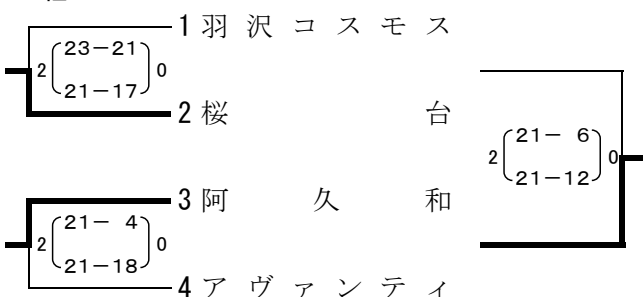 1 羽沢コスモス
2 (23-21 21-17) 0
2 桜台
2 (21- 6 21-12) 0
3 阿久和
2 (21- 4 21-18) 0
4 アヴァンティ